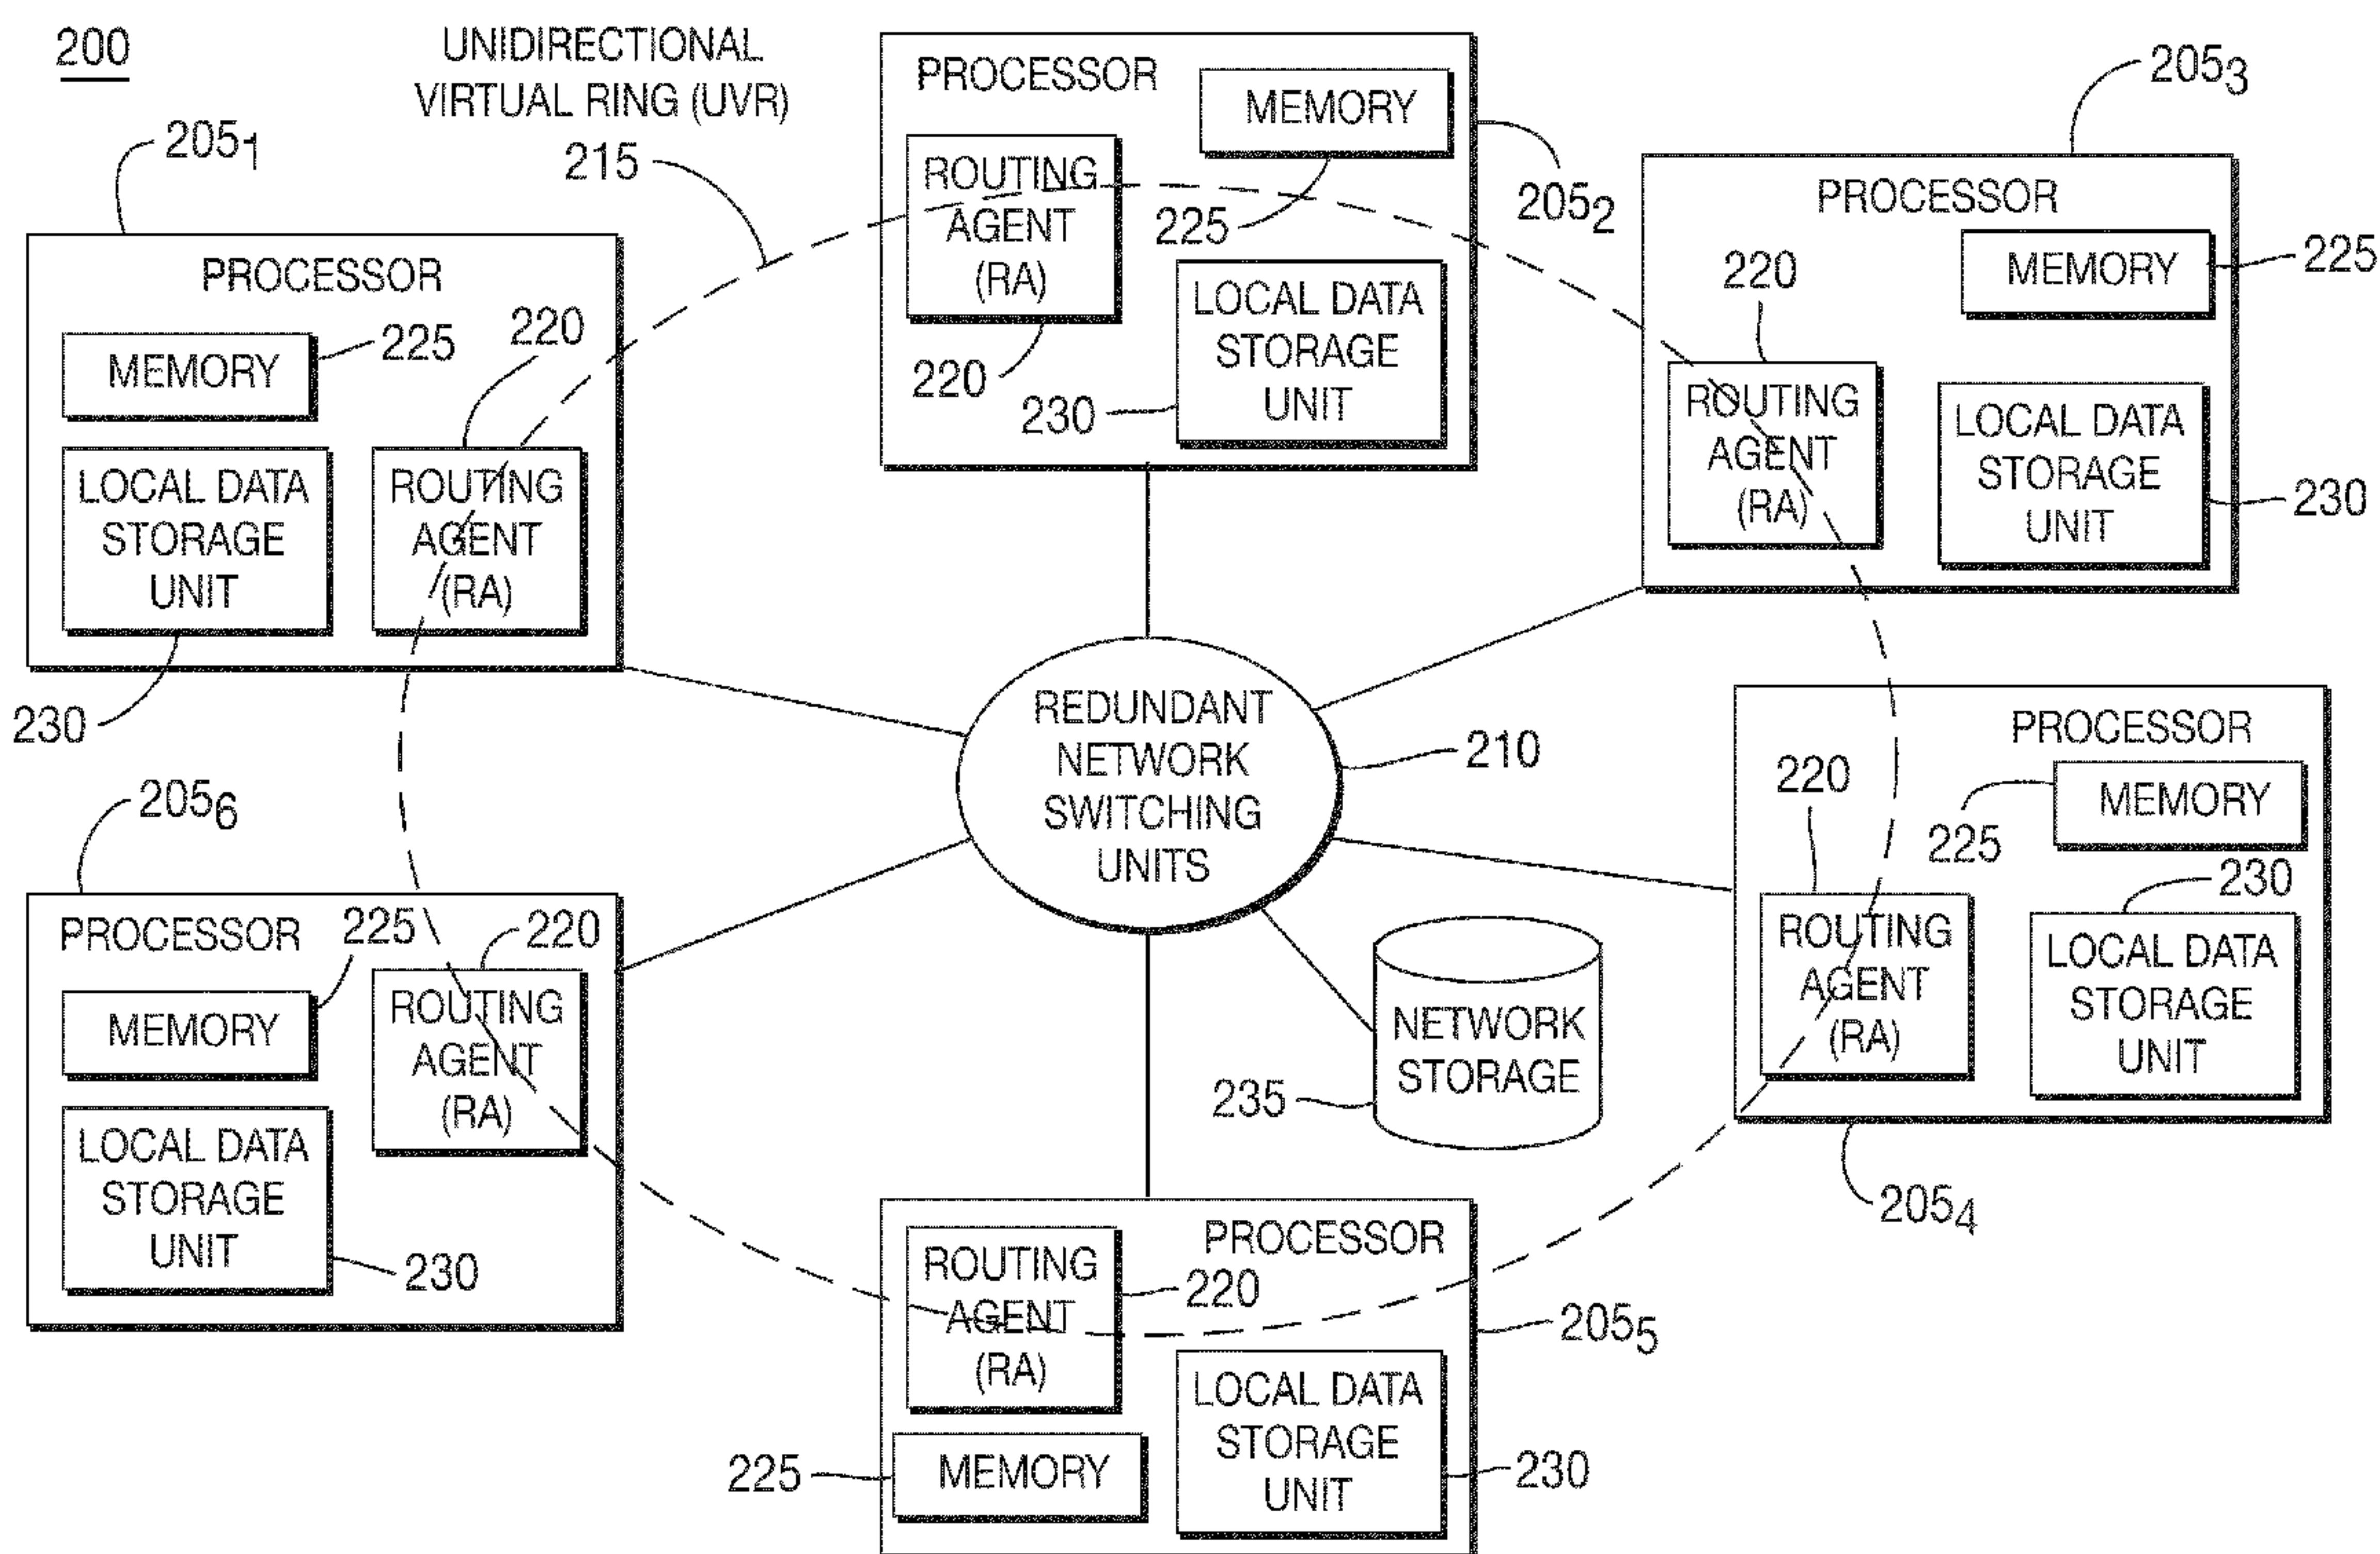 200
UNIDIRECTIONAL
VIRTUAL RING (UVR)
215
205₁
PROCESSOR
MEMORY
225
220
LOCAL DATA
STORAGE
UNIT
230
ROUTING
AGENT
(RA)
PROCESSOR
MEMORY
225
ROUTING
AGENT
(RA)
220
LOCAL DATA
STORAGE
UNIT
230
205₂
205₃
PROCESSOR
MEMORY
225
220
ROUTING
AGENT
(RA)
LOCAL DATA
STORAGE
UNIT
230
REDUNDANT
NETWORK
SWITCHING
UNITS
210
PROCESSOR
220
MEMORY
225
230
ROUTING
AGENT
(RA)
LOCAL DATA
STORAGE
UNIT
205₄
NETWORK
STORAGE
235
205₆
PROCESSOR
225
220
MEMORY
ROUTING
AGENT
(RA)
LOCAL DATA
STORAGE
UNIT
230
PROCESSOR
ROUTING
AGENT
(RA)
220
205₅
LOCAL DATA
STORAGE
UNIT
230
225
MEMORY